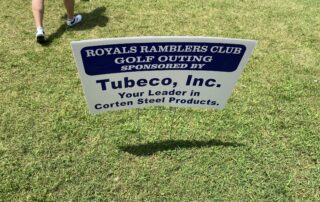 ROYALS RAMBLERS CLUB
GOLF OUTING
SPONSORED BY
Tubeco, Inc.
Your Leader in
Corten Steel Products.